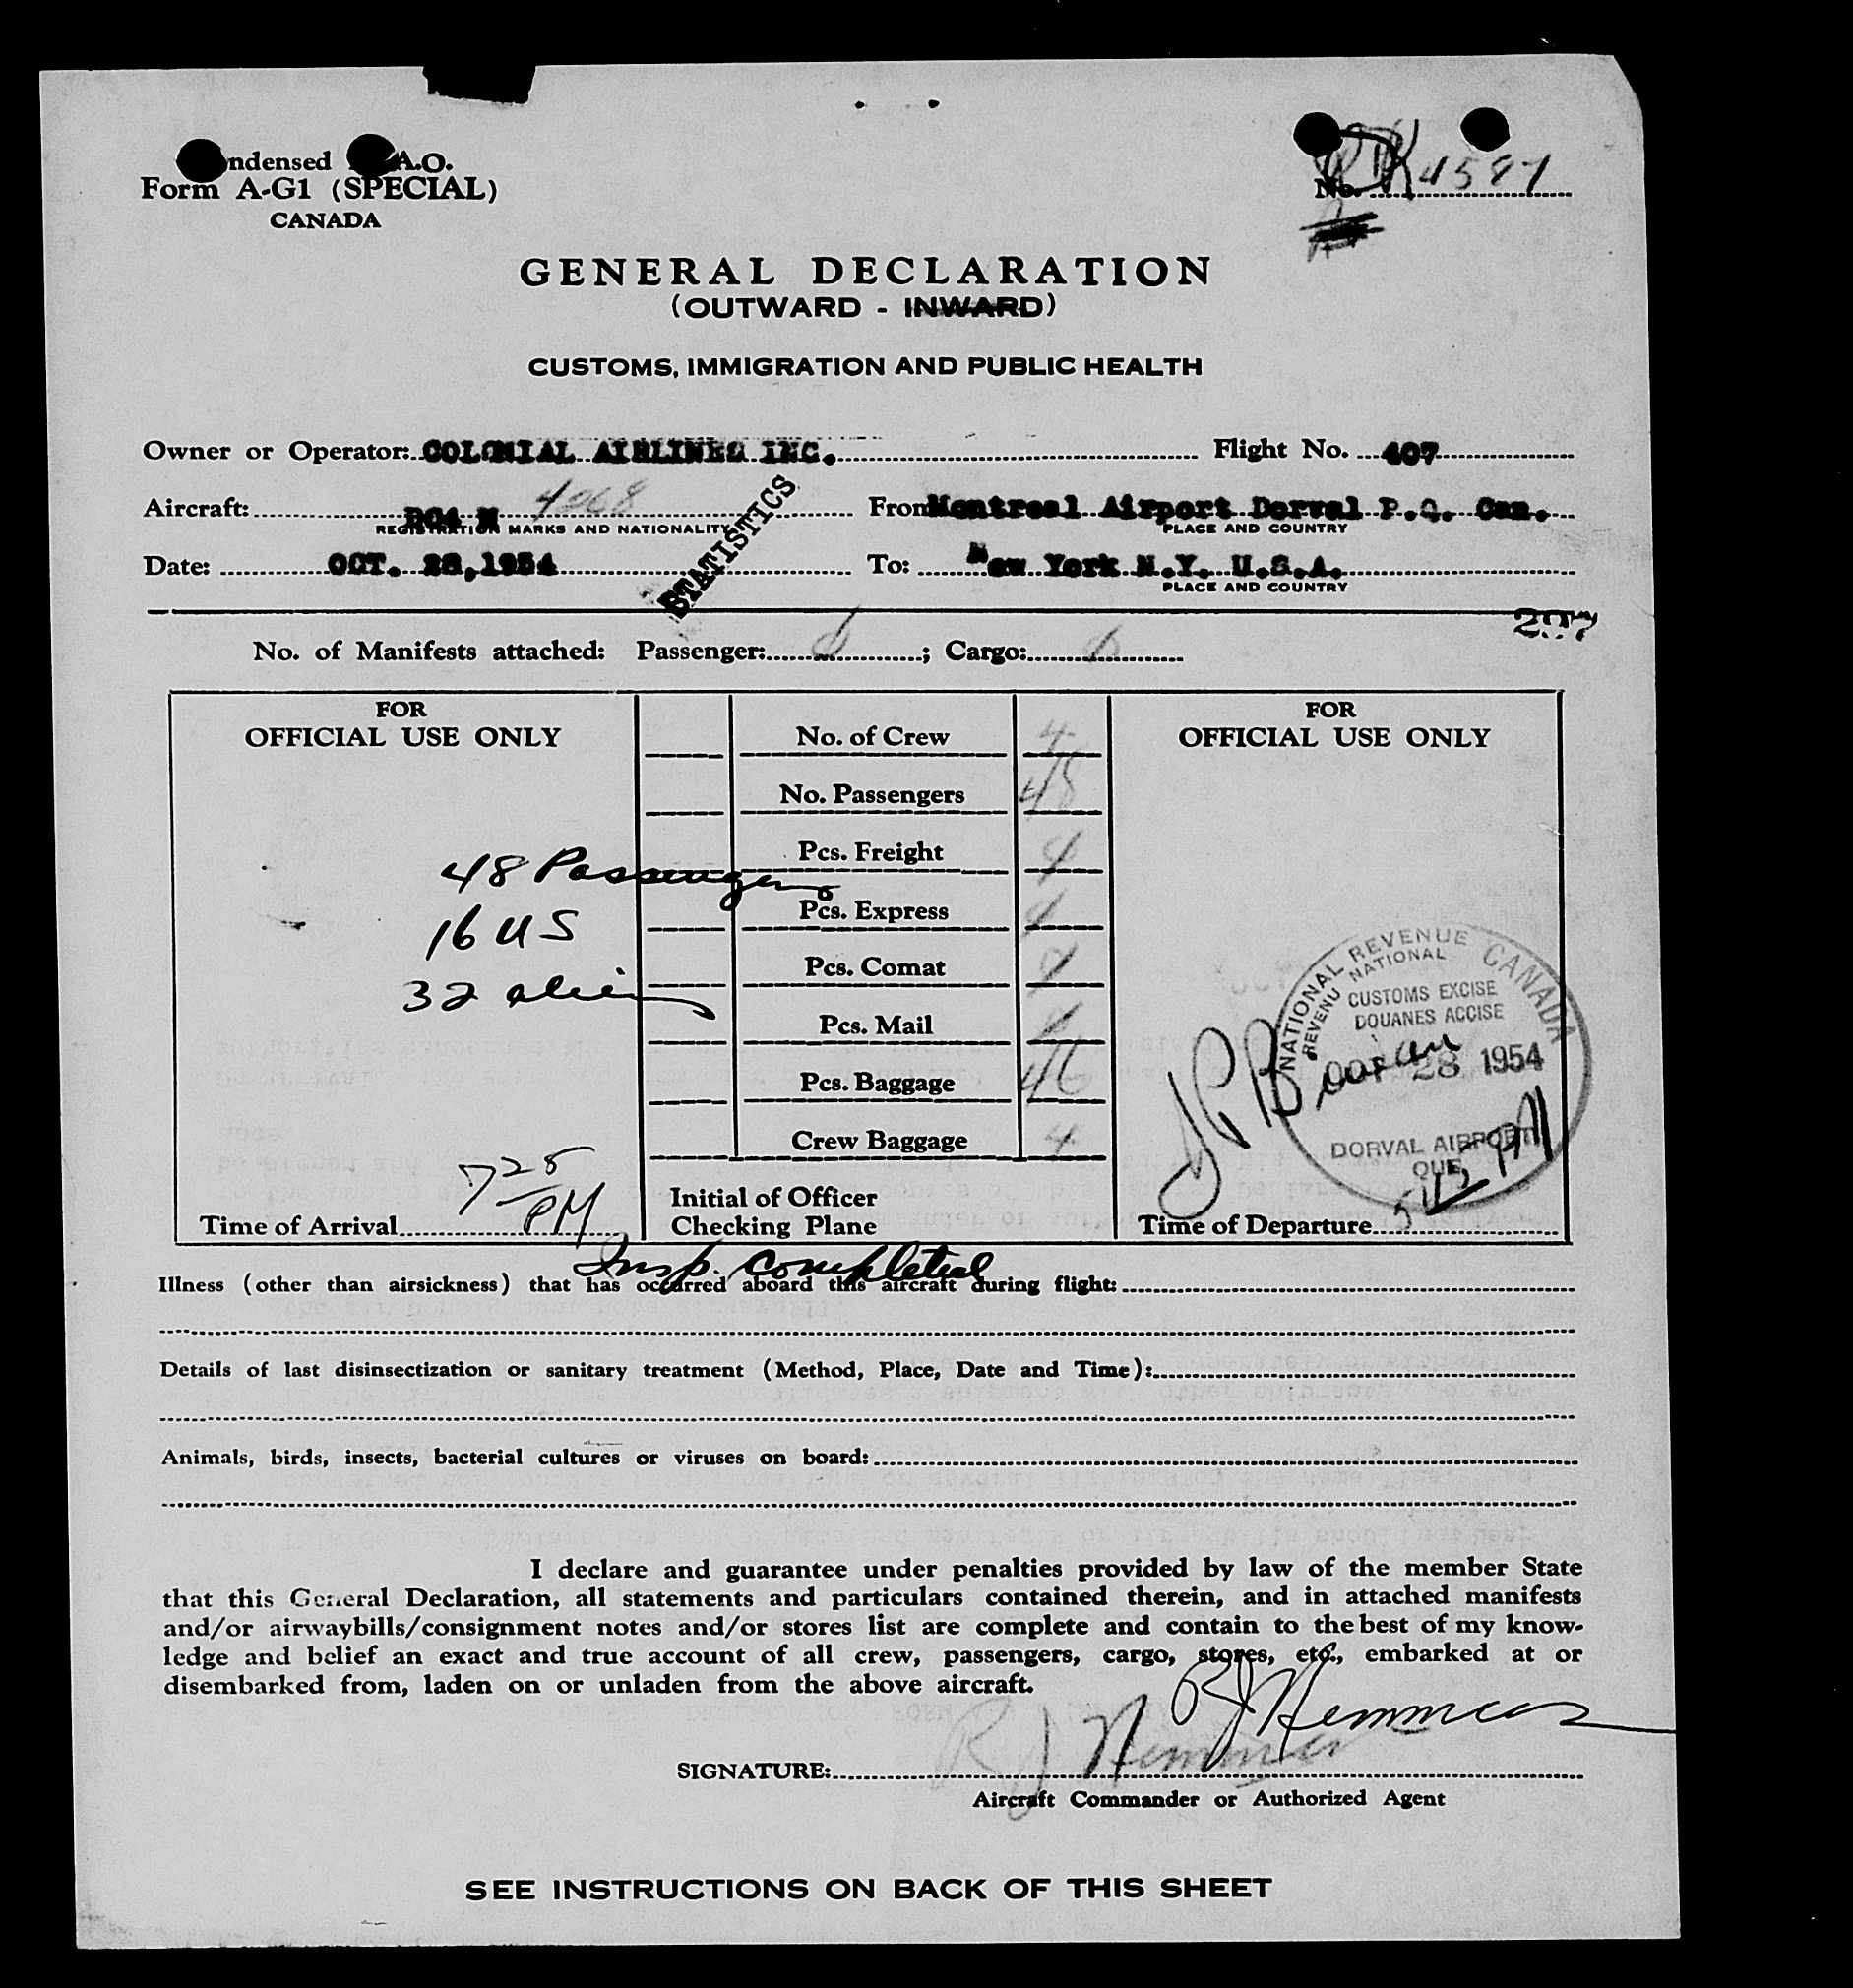 ndensed A.O.
Form A-G1 (SPECIAL)
CANADA
No. 4587
GENERAL DECLARATION
(OUTWARD - INWARD)
CUSTOMS, IMMIGRATION AND PUBLIC HEALTH
Owner or Operator: COLONIAL AIRLINES INC. Flight No. 407
Aircraft: DC4 N From Montreal Airport Dorval P.Q. Can.
REGISTRATION MARKS AND NATIONALITY PLACE AND COUNTRY
STATISTICS
Date: OCT. 28, 1954 To: New York N.Y. U.S.A.
PLACE AND COUNTRY
297
No. of Manifests attached: Passenger: ; Cargo:
FOR
OFFICIAL USE ONLY
48 Passengers
16 US
32 aliens
7 25 PM
Time of Arrival
No. of Crew 4
No. Passengers 48
Pcs. Freight
Pcs. Express
Pcs. Comat
Pcs. Mail
Pcs. Baggage 46
Crew Baggage 4
Initial of Officer
Checking Plane
FOR
OFFICIAL USE ONLY
NATIONAL REVENUE CANADA
REVENU NATIONAL
CUSTOMS EXCISE
DOUANES ACCISE
OCT 28 1954
DORVAL AIRPORT
QUE.
Time of Departure
Insp. Completed
Illness (other than airsickness) that has occurred aboard this aircraft during flight:
Details of last disinsectization or sanitary treatment (Method, Place, Date and Time):
Animals, birds, insects, bacterial cultures or viruses on board:
I declare and guarantee under penalties provided by law of the member State
that this General Declaration, all statements and particulars contained therein, and in attached manifests
and/or airwaybills/consignment notes and/or stores list are complete and contain to the best of my know-
ledge and belief an exact and true account of all crew, passengers, cargo, stores, etc., embarked at or
disembarked from, laden on or unladen from the above aircraft.
SIGNATURE:
Aircraft Commander or Authorized Agent
SEE INSTRUCTIONS ON BACK OF THIS SHEET